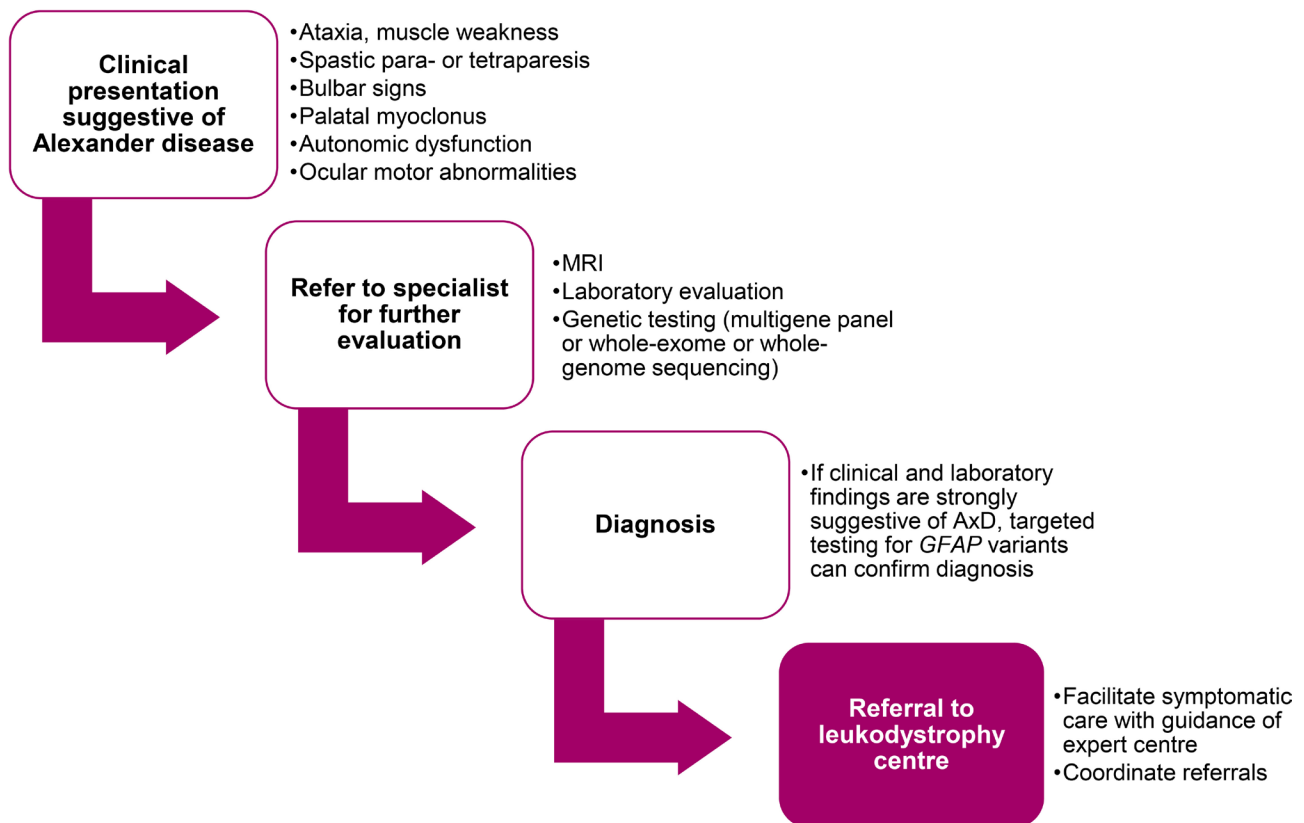 Clinical
presentation
suggestive of
Alexander disease
•Ataxia, muscle weakness
•Spastic para- or tetraparesis
•Bulbar signs
•Palatal myoclonus
•Autonomic dysfunction
•Ocular motor abnormalities
Refer to specialist
for further
evaluation
•MRI
•Laboratory evaluation
•Genetic testing (multigene panel
or whole-exome or whole-
genome sequencing)
Diagnosis
•If clinical and laboratory
findings are strongly
suggestive of AxD, targeted
testing for GFAP variants
can confirm diagnosis
Referral to
leukodystrophy
centre
•Facilitate symptomatic
care with guidance of
expert centre
•Coordinate referrals